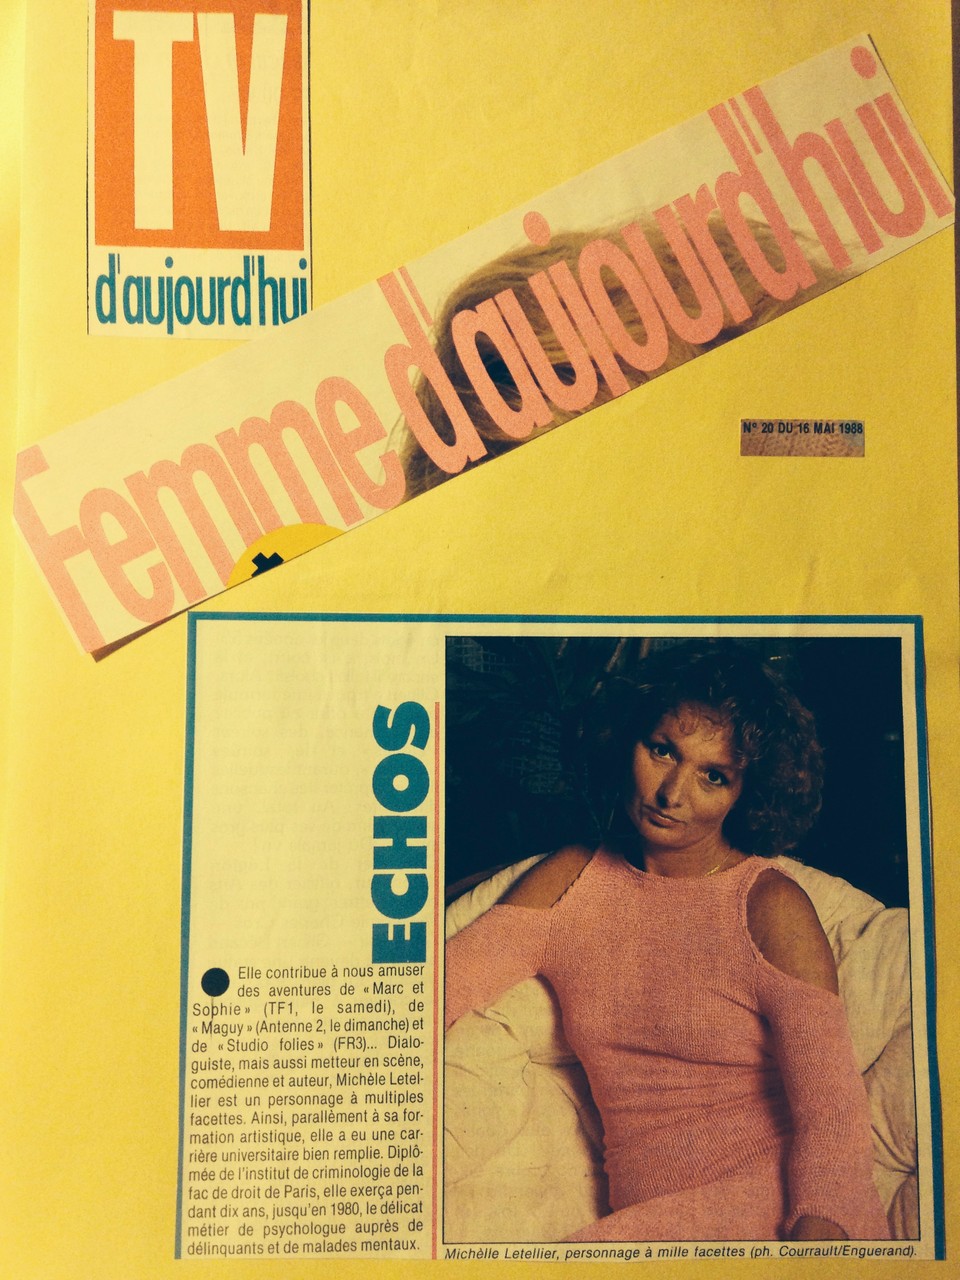 TV
d'aujourd'hui
Femme d'aujourd'hui
N° 20 DU 16 MAI 1988
ECHOS
Elle contribue à nous amuser
des aventures de « Marc et
Sophie » (TF1, le samedi), de
« Maguy » (Antenne 2, le dimanche) et
de « Studio folies » (FR3)... Dialo-
guiste, mais aussi metteur en scène,
comédienne et auteur, Michèle Letel-
lier est un personnage à multiples
facettes. Ainsi, parallèment à sa for-
mation artistique, elle a eu une car-
rière universitaire bien remplie. Diplô-
mée de l'institut de criminologie de la
fac de droit de Paris, elle exerça pen-
dant dix ans, jusqu'en 1980, le délicat
métier de psychologue auprès de
délinquants et de malades mentaux.
Michèlle Letellier, personnage à mille facettes (ph. Courrault/Enguerand).